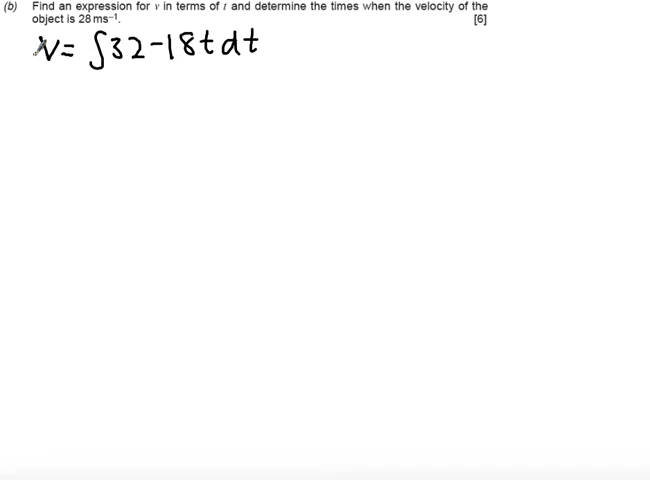 (b) Find an expression for v in terms of t and determine the times when the velocity of the
object is 28 ms⁻¹. [6]
v = ∫32-18t dt